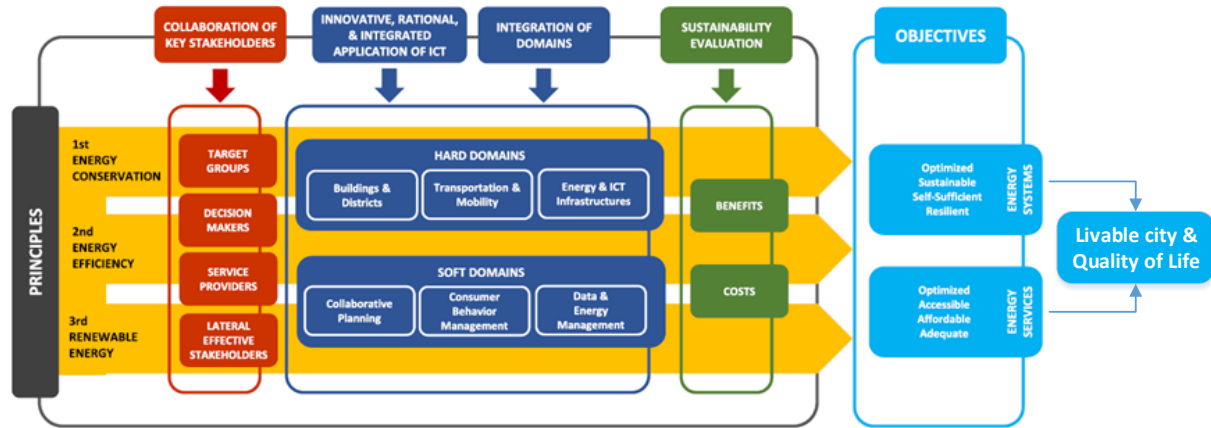 COLLABORATION OF
KEY STAKEHOLDERS
INNOVATIVE, RATIONAL,
& INTEGRATED
APPLICATION OF ICT
INTEGRATION OF
DOMAINS
SUSTAINABILITY
EVALUATION
OBJECTIVES
PRINCIPLES
1st
ENERGY
CONSERVATION
2nd
ENERGY
EFFICIENCY
3rd
RENEWABLE
ENERGY
TARGET
GROUPS
DECISION
MAKERS
SERVICE
PROVIDERS
LATERAL
EFFECTIVE
STAKEHOLDERS
HARD DOMAINS
Buildings &
Districts
Transportation &
Mobility
Energy & ICT
Infrastructures
SOFT DOMAINS
Collaborative
Planning
Consumer
Behavior
Management
Data &
Energy
Management
BENEFITS
COSTS
Optimized
Sustainable
Self-Sufficient
Resilient
ENERGY
SYSTEMS
Optimized
Accessible
Affordable
Adequate
ENERGY
SERVICES
Livable city &
Quality of Life